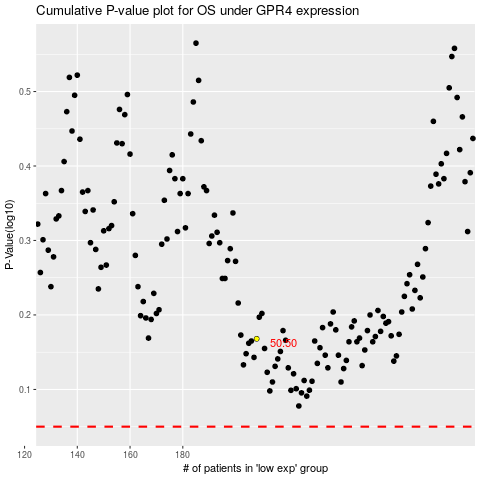 Cumulative P-value plot for OS under GPR4 expression
P-Value(log10)
0.5
0.4
0.3
0.2
0.1
50:50
120 140 160 180
# of patients in 'low exp' group